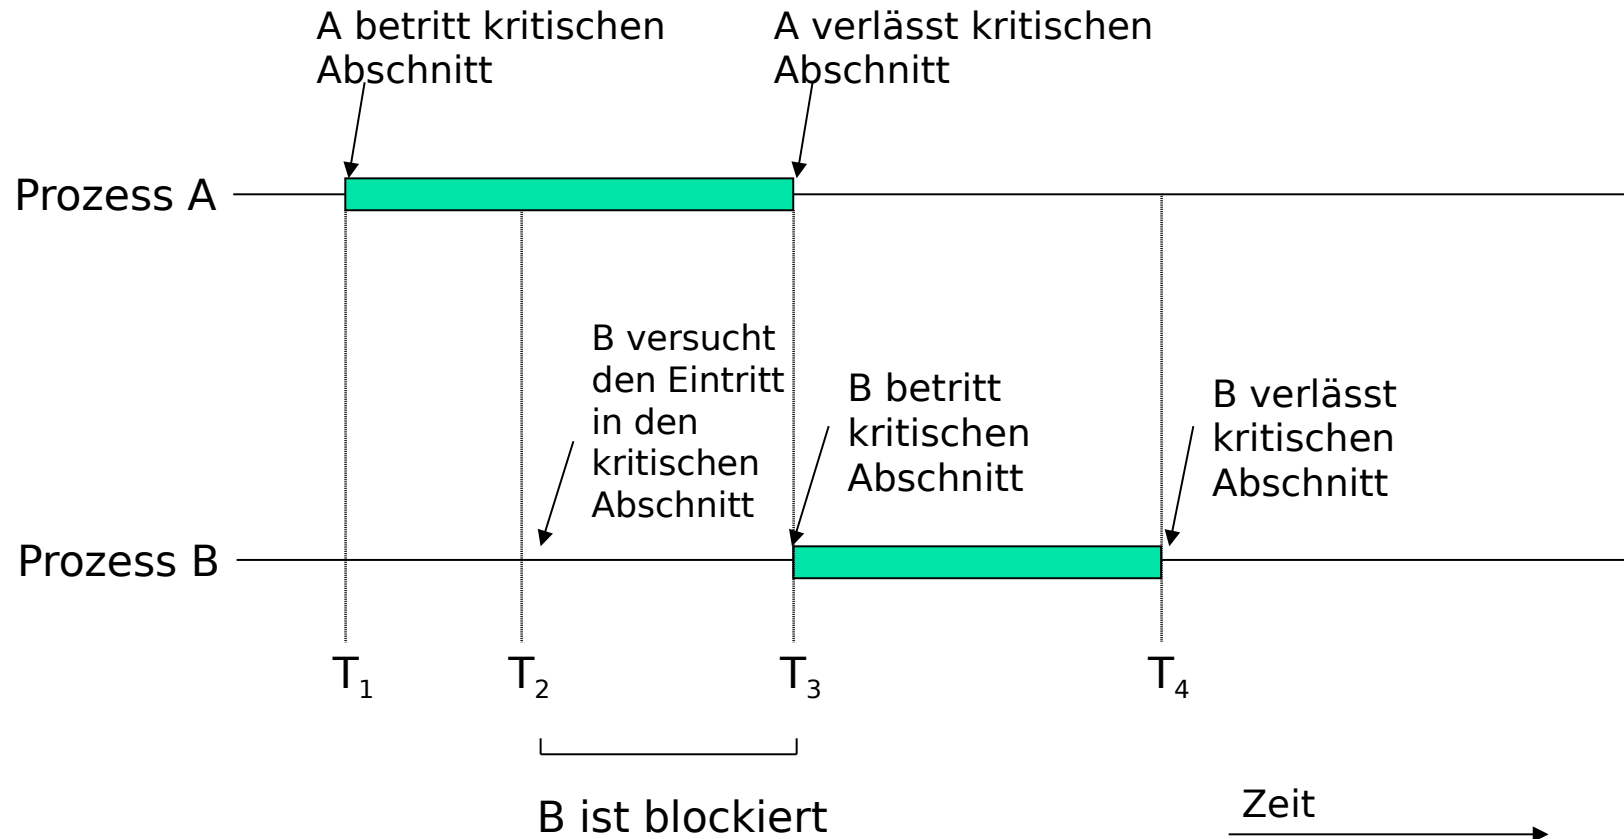 A betritt kritischen
Abschnitt
A verlässt kritischen
Abschnitt
Prozess A
B versucht
den Eintritt
in den
kritischen
Abschnitt
B betritt
kritischen
Abschnitt
B verlässt
kritischen
Abschnitt
Prozess B
T1
T2
T3
T4
B ist blockiert
Zeit